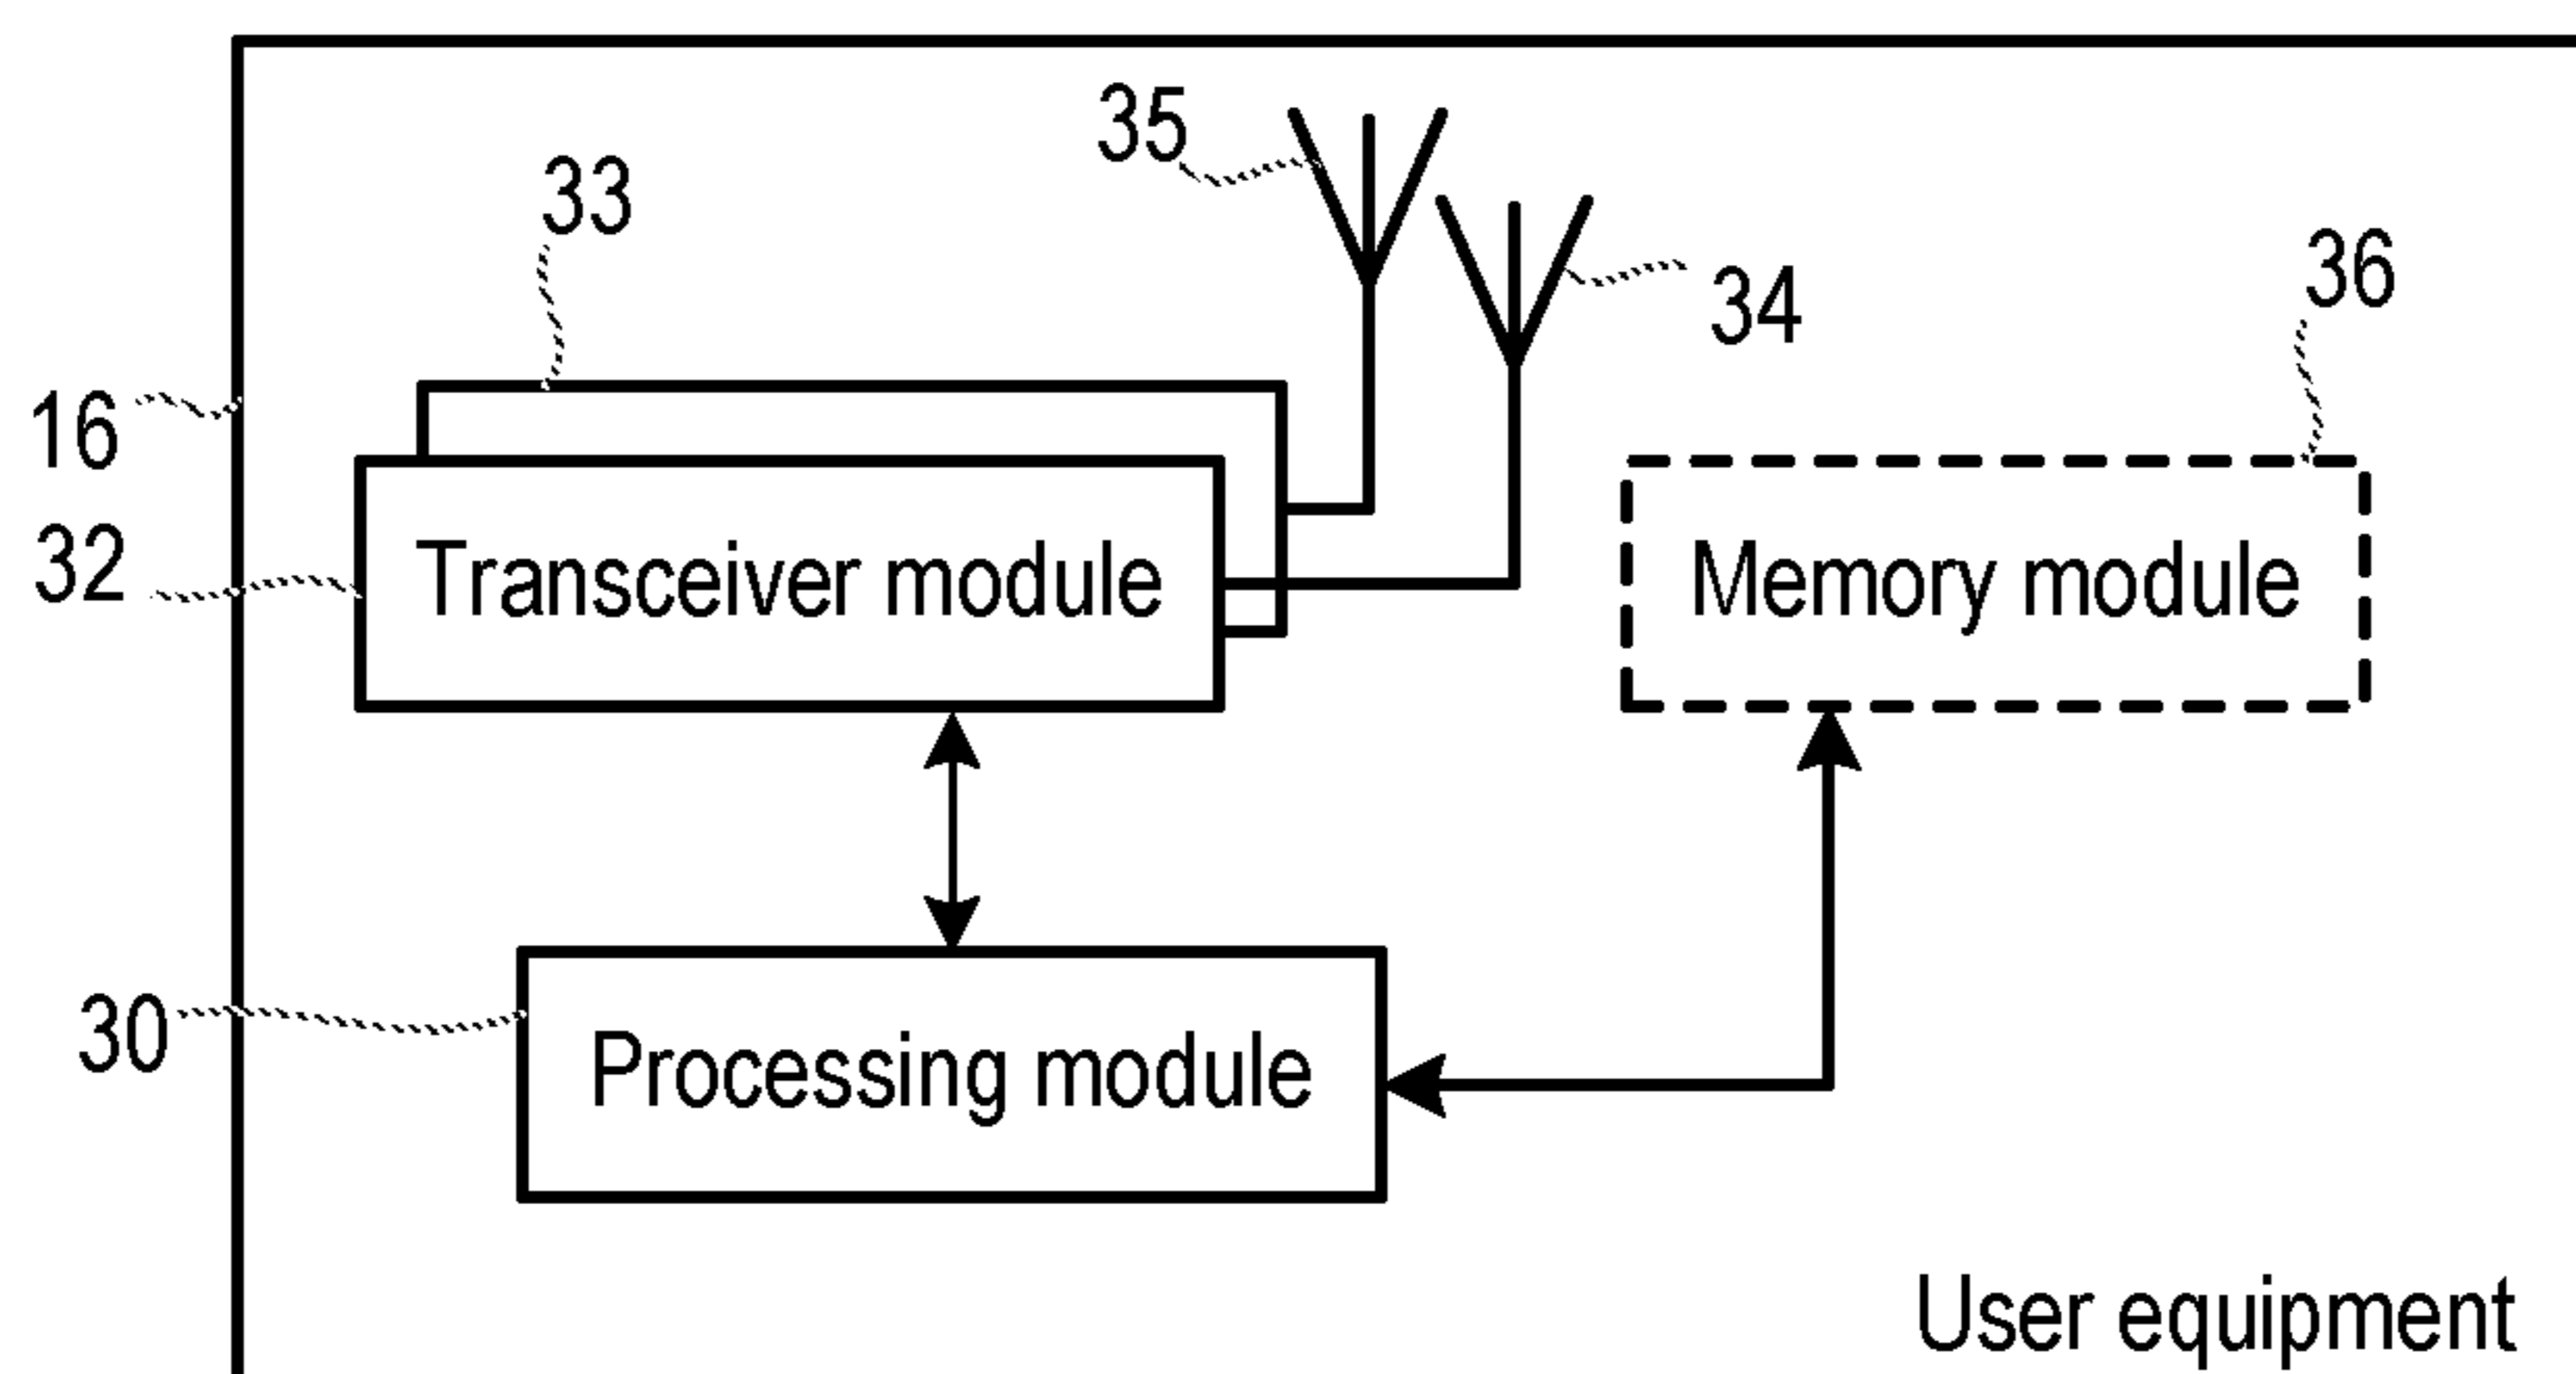 35
33
34
36
16
32
Transceiver module
Memory module
30
Processing module
User equipment